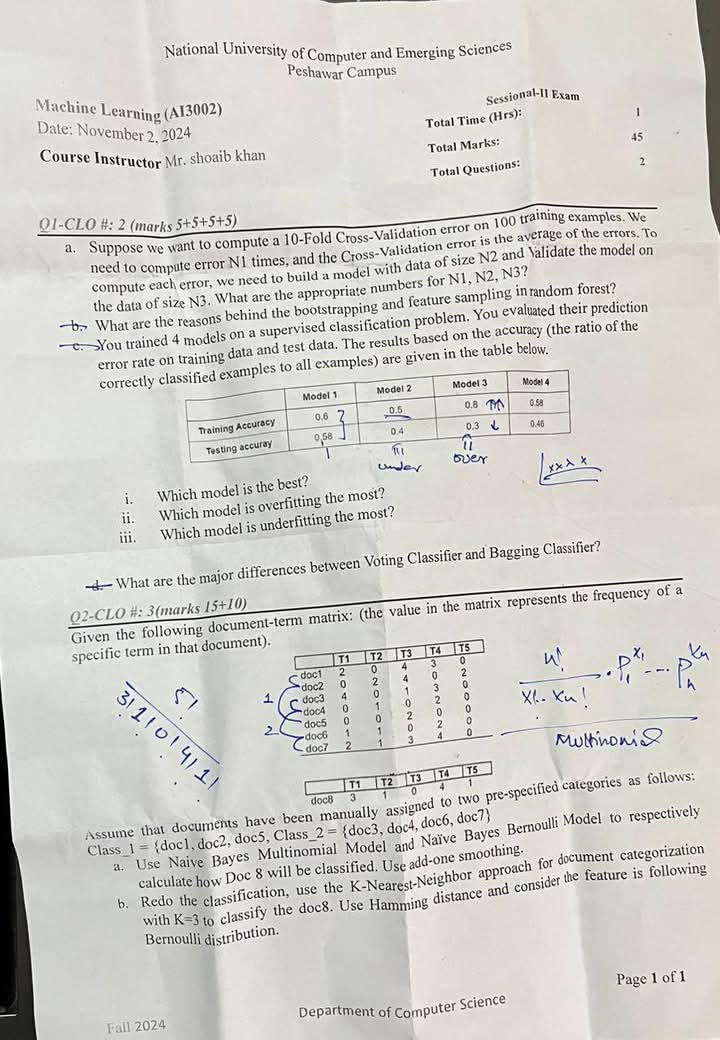 National University of Computer and Emerging Sciences
Peshawar Campus
Machine Learning (AI3002)
Date: November 2, 2024
Course Instructor Mr. shoaib khan
Sessional-II Exam
Total Time (Hrs): 1
Total Marks: 45
Total Questions: 2
Q1-CLO #: 2 (marks 5+5+5+5)
a. Suppose we want to compute a 10-Fold Cross-Validation error on 100 training examples. We
need to compute error N1 times, and the Cross-Validation error is the average of the errors. To
compute each error, we need to build a model with data of size N2 and Validate the model on
the data of size N3. What are the appropriate numbers for N1, N2, N3?
b. What are the reasons behind the bootstrapping and feature sampling in random forest?
c. You trained 4 models on a supervised classification problem. You evaluated their prediction
error rate on training data and test data. The results based on the accuracy (the ratio of the
correctly classified examples to all examples) are given in the table below.
Model 1 Model 2 Model 3 Model 4
Training Accuracy 0.6 0.5 0.8 0.58
Testing accuray 0.58 0.4 0.3 0.46
under over
x x x x
i. Which model is the best?
ii. Which model is overfitting the most?
iii. Which model is underfitting the most?
d. What are the major differences between Voting Classifier and Bagging Classifier?
Q2-CLO #: 3(marks 15+10)
Given the following document-term matrix: (the value in the matrix represents the frequency of a
specific term in that document).
T1 T2 T3 T4 T5
doc1 2 0 4 3 0
doc2 0 2 4 0 2
doc3 4 0 1 3 0
doc4 0 1 0 2 0
doc5 0 0 2 0 0
doc6 1 1 0 2 0
doc7 2 1 3 4 0
1
2
5!
3! 1! 0! 4! 1!
n!
x1.. xn!
. P1^x1 --- Pn^xn
Multinomial
T1 T2 T3 T4 T5
doc8 3 1 0 4 1
Assume that documents have been manually assigned to two pre-specified categories as follows:
Class_1 = {doc1, doc2, doc5, Class_2 = {doc3, doc4, doc6, doc7}
a. Use Naive Bayes Multinomial Model and Naïve Bayes Bernoulli Model to respectively
calculate how Doc 8 will be classified. Use add-one smoothing.
b. Redo the classification, use the K-Nearest-Neighbor approach for document categorization
with K=3 to classify the doc8. Use Hamming distance and consider the feature is following
Bernoulli distribution.
Page 1 of 1
Department of Computer Science
Fall 2024